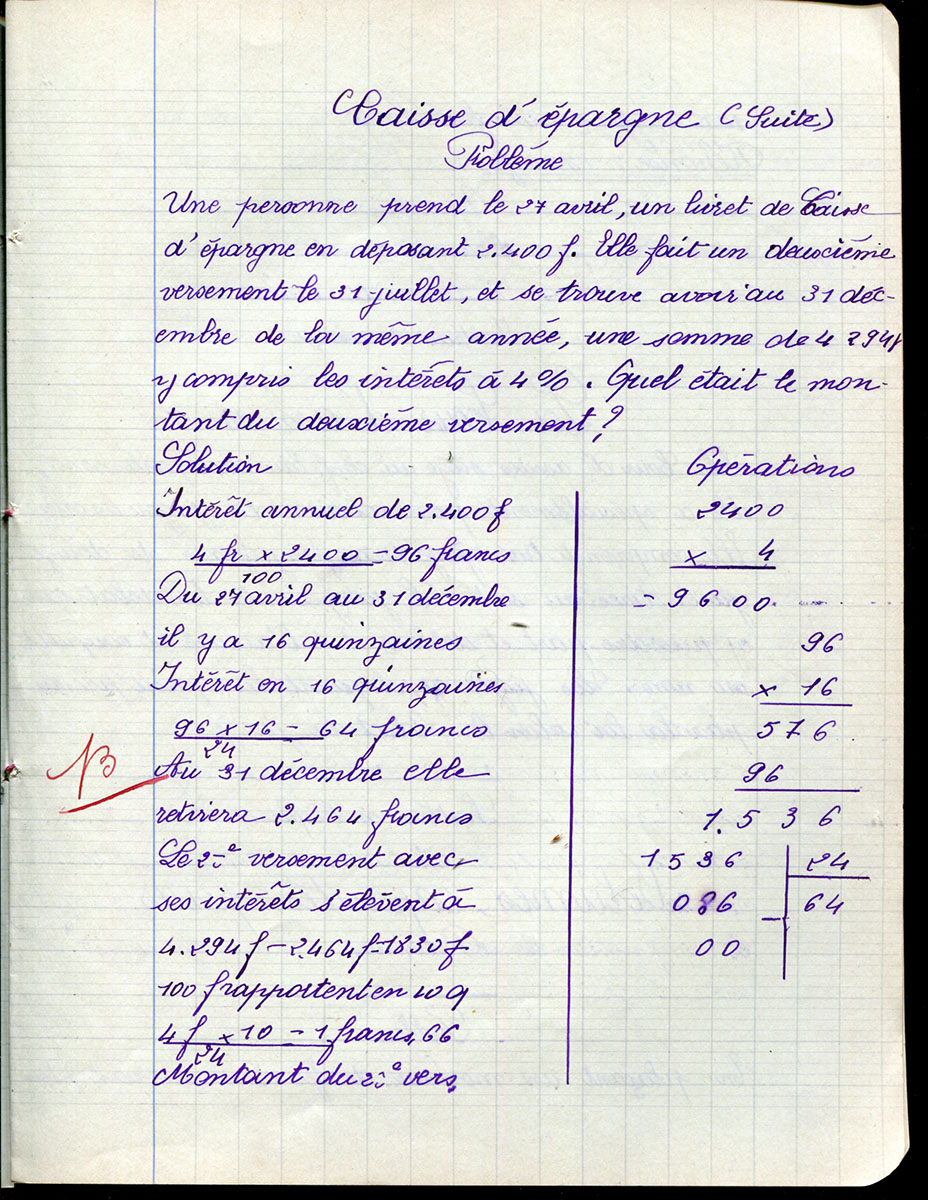 Caisse d'épargne (Suite)
Problème
Une personne prend le 27 avril, un livret de Caisse
d'épargne en déposant 2.400 f. Elle fait un deuxième
versement le 31 juillet, et se trouve avoir au 31 déc-
embre de la même année, une somme de 4 294f
y compris les intérêts à 4%. Quel était le mon-
tant du deuxième versement ?
Solution
Intérêt annuel de 2.400 f
4 fr × 2400 = 96 francs
100
Du 27 avril au 31 décembre
il y a 16 quinzaines
Intérêt en 16 quinzaines
96 × 16 = 64 francs
24
Au 31 décembre elle
retirera 2.464 francs
Le 2e versement avec
ses intérêts s'élèvent à
4.294 f - 2.464 f = 1830 f
100 f rapportent en 10 q
4 f × 10 = 1 francs,66
24
Montant du 2e vers.
Opérations
2400
× 4
= 9600
96
× 16
576
96
1.536
1536 24
086 64
00
B